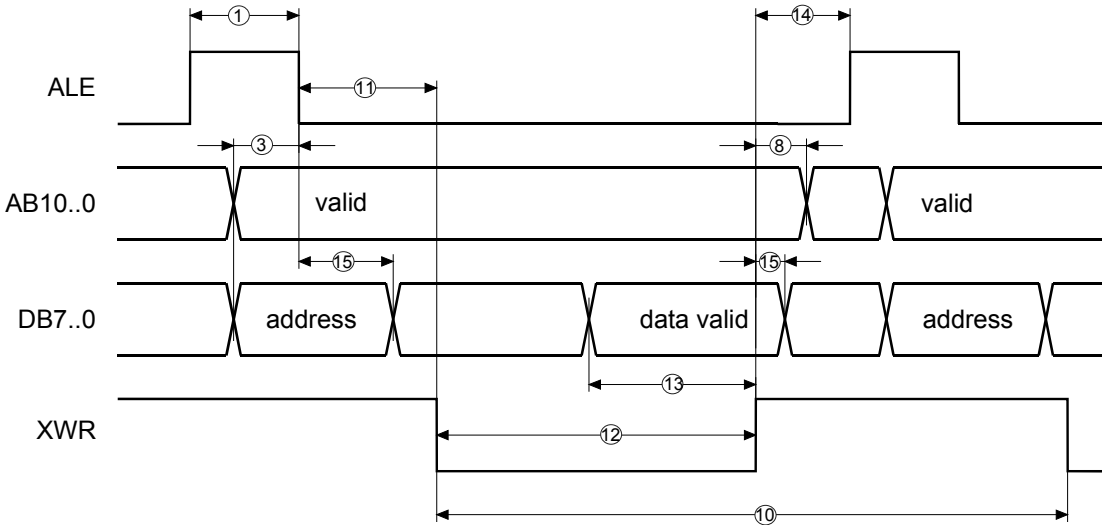 ① ⑭
ALE
⑪
③ ⑧
AB10..0 valid valid
⑮ ⑮
DB7..0 address data valid address
⑬
XWR
⑫
⑩